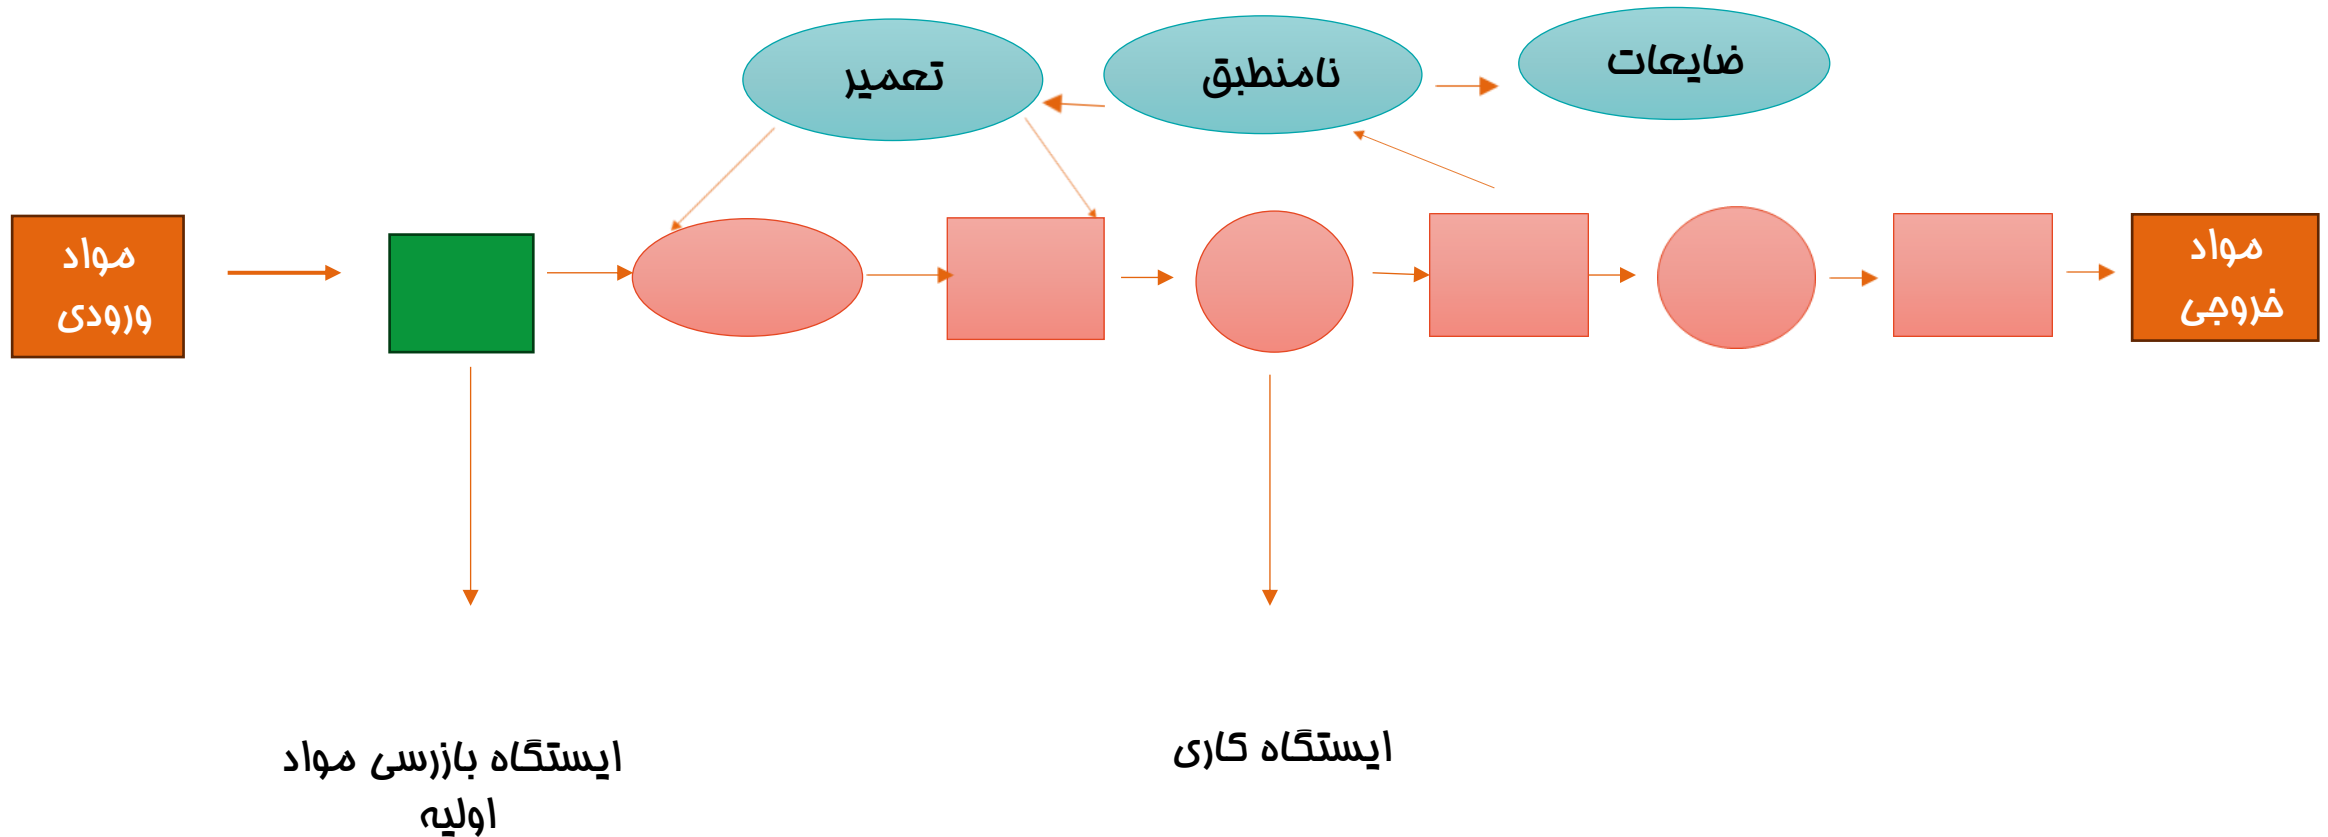 تعمیر
نامنطبق
ضایعات
مواد
ورودی
مواد
خروجی
ایستگاه بازرسی مواد
اولیه
ایستگاه کاری